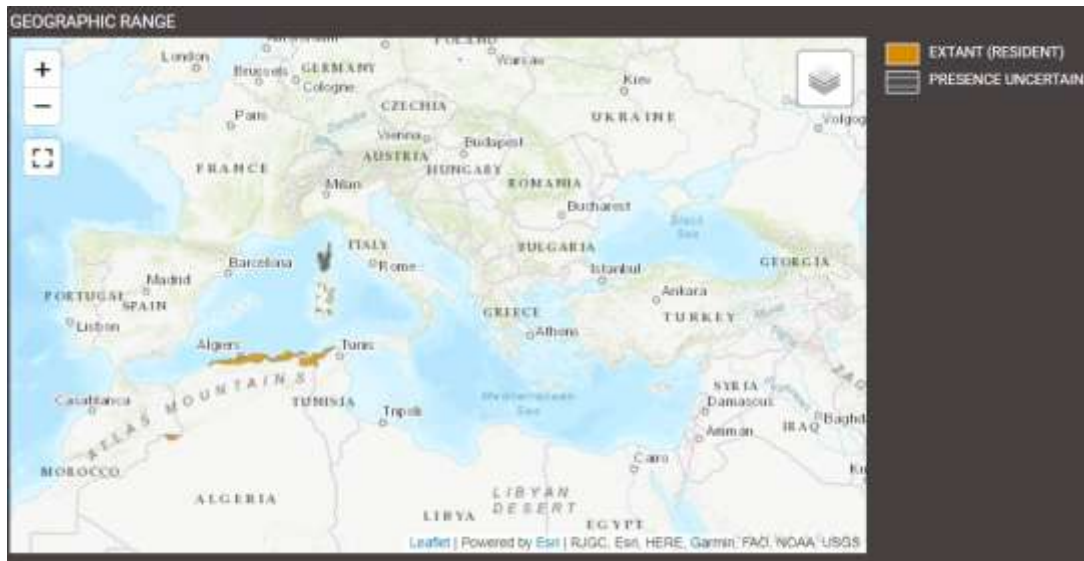 GEOGRAPHIC RANGE
EXTANT (RESIDENT)
PRESENCE UNCERTAIN
+
−
London
Brussels
GERMANY
Cologne
Warsaw
Kiev
Paris
CZECHIA
UKRAINE
Volgog
Vienna
Budapest
AUSTRIA
HUNGARY
FRANCE
Milan
ROMANIA
Bucharest
Black
Sea
ITALY
BULGARIA
GEORGIA
Barcelona
Rome
Istanbul
Madrid
PORTUGAL
SPAIN
Ankara
GREECE
TURKEY
Lisbon
Athens
Algiers
Tunis
ATLAS MOUNTAINS
SYRIA
Casablanca
TUNISIA
Mediterranean
Sea
Damascus
Tripoli
IRAQ
Baghd
Amman
Cairo
MOROCCO
ALGERIA
LIBYAN
DESERT
LIBYA
EGYPT
ZAG
Leaflet | Powered by Esri | RJGC, Esri, HERE, Garmin, FAO, NOAA, USGS